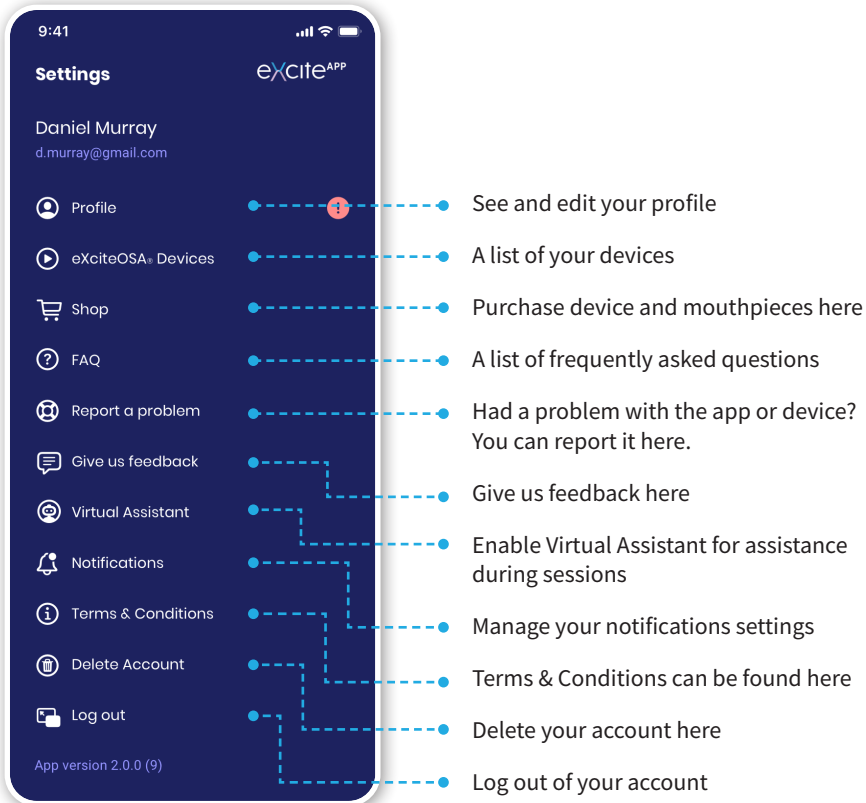 9:41
Settings
eXcite APP
Daniel Murray
d.murray@gmail.com
Profile
!
See and edit your profile
eXciteOSA® Devices
A list of your devices
Shop
Purchase device and mouthpieces here
?
FAQ
A list of frequently asked questions
Report a problem
Had a problem with the app or device?
You can report it here.
Give us feedback
Give us feedback here
Virtual Assistant
Enable Virtual Assistant for assistance
during sessions
Notifications
Manage your notifications settings
i
Terms & Conditions
Terms & Conditions can be found here
Delete Account
Delete your account here
Log out
Log out of your account
App version 2.0.0 (9)